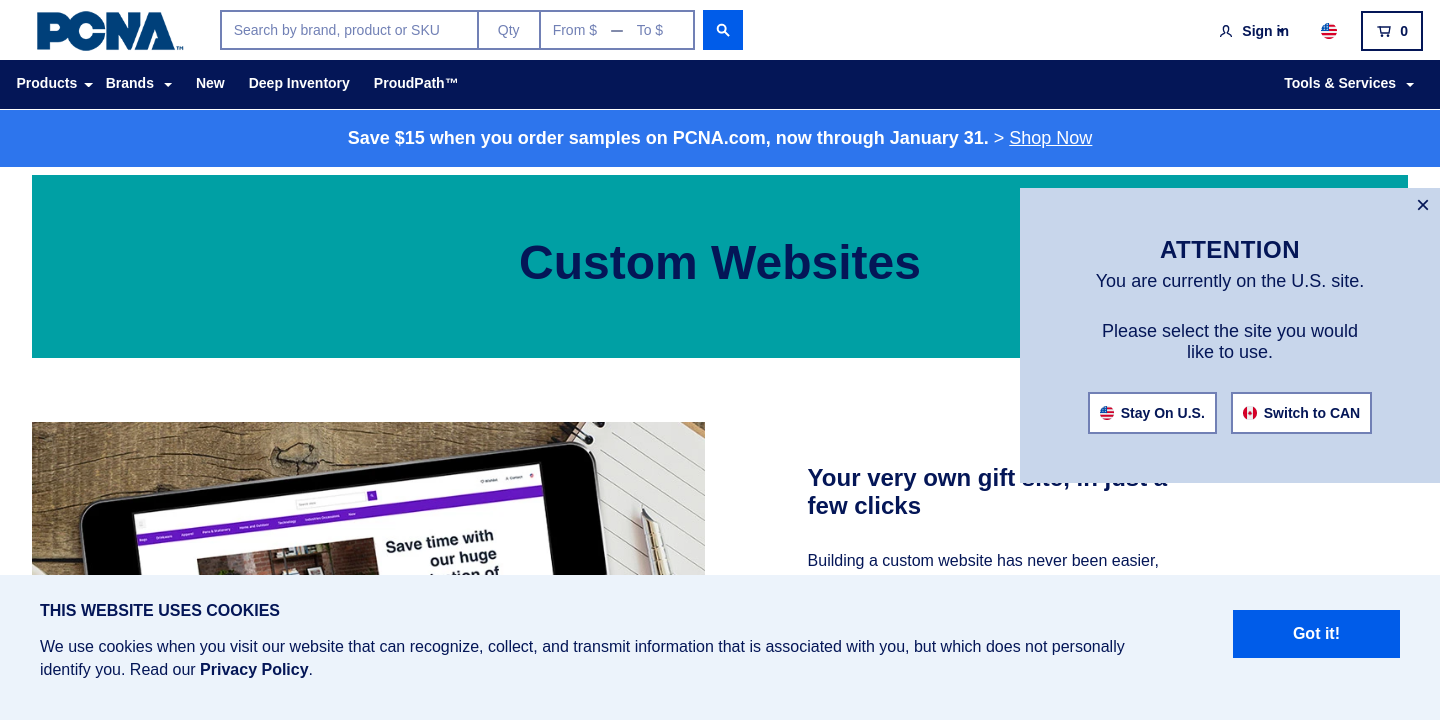 PCNA™
Search by brand, product or SKU
Qty
From $
To $
Sign in
0
Products
Brands
New
Deep Inventory
ProudPath™
Tools & Services
Save $15 when you order samples on PCNA.com, now through January 31. > Shop Now
Custom Websites
×
ATTENTION
You are currently on the U.S. site.
Please select the site you would
like to use.
Stay On U.S.
Switch to CAN
Save time with
our huge
Your very own gift site, in just a
few clicks
Building a custom website has never been easier,
THIS WEBSITE USES COOKIES
We use cookies when you visit our website that can recognize, collect, and transmit information that is associated with you, but which does not personally
identify you. Read our Privacy Policy.
Got it!